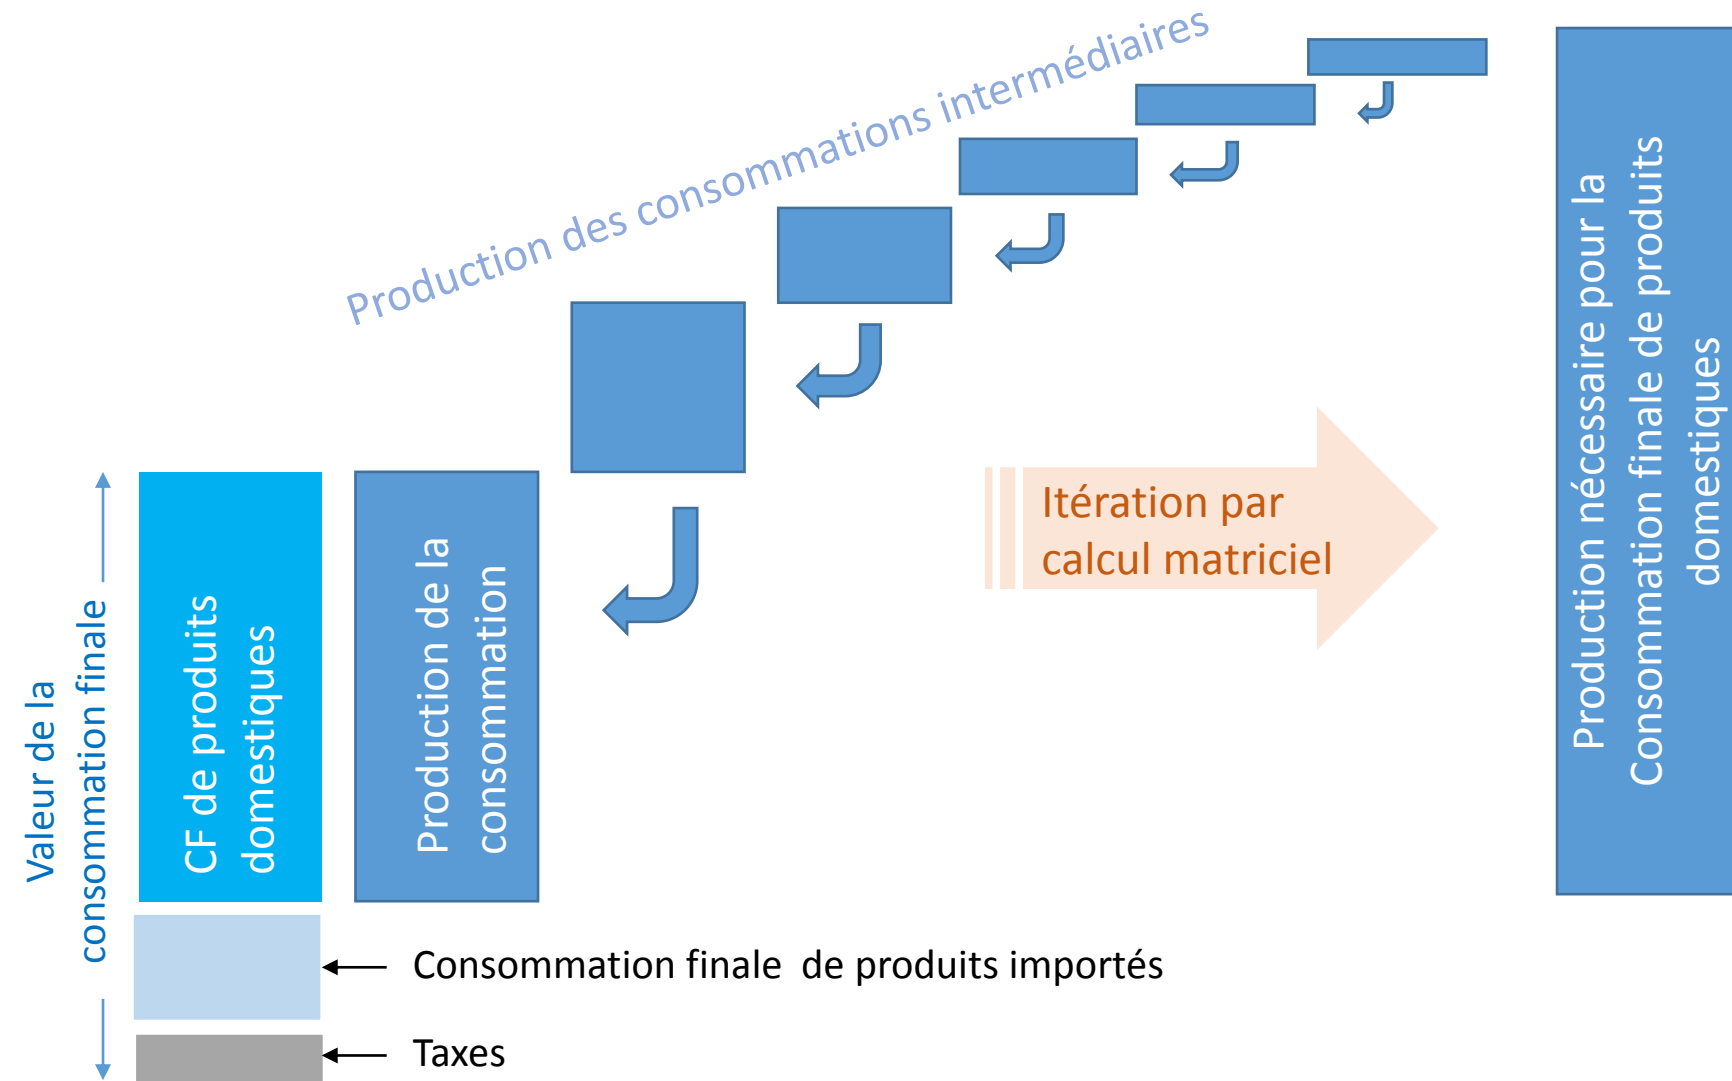 Production des consommations intermédiaires
Valeur de la
consommation finale
CF de produits
domestiques
Production de la
consommation
Itération par
calcul matriciel
Production nécessaire pour la
Consommation finale de produits
domestiques
Consommation finale  de produits importés
Taxes